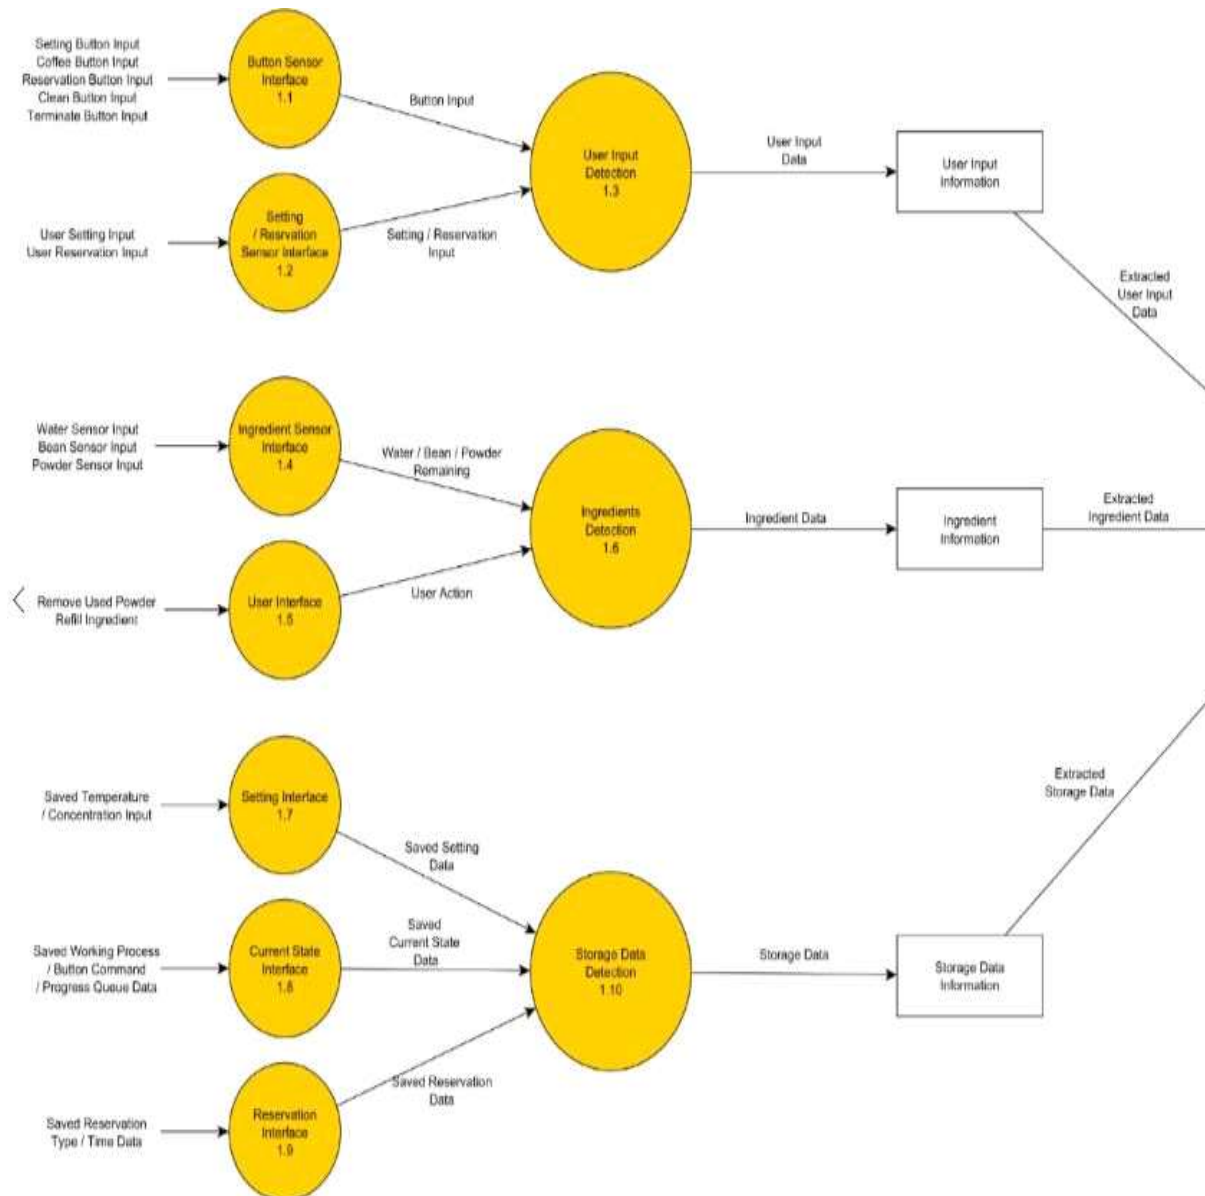 Setting Button Input
Coffee Button Input
Reservation Button Input
Clean Button Input
Terminate Button Input
Button Sensor
Interface
1.1
Button Input
User Input
Detection
1.3
User Input
Data
User Input
Information
User Setting Input
User Reservation Input
Setting
/ Resrvation
Sensor Interface
1.2
Setting / Reservation
Input
Extracted
User Input
Data
Water Sensor Input
Bean Sensor Input
Powder Sensor Input
Ingredient Sensor
Interface
1.4
Water / Bean / Powder
Remaining
Ingredients
Detection
1.6
Ingredient Data
Ingredient
Information
Extracted
Ingredient Data
Remove Used Powder
Refill Ingredient
User Interface
1.5
User Action
Saved Temperature
/ Concentration Input
Setting Interface
1.7
Saved Setting
Data
Extracted
Storage Data
Saved Working Process
/ Button Command
/ Progress Queue Data
Current State
Interface
1.8
Saved
Current State
Data
Storage Data
Detection
1.10
Storage Data
Storage Data
Information
Saved Reservation
Type / Time Data
Reservation
Interface
1.9
Saved Reservation
Data